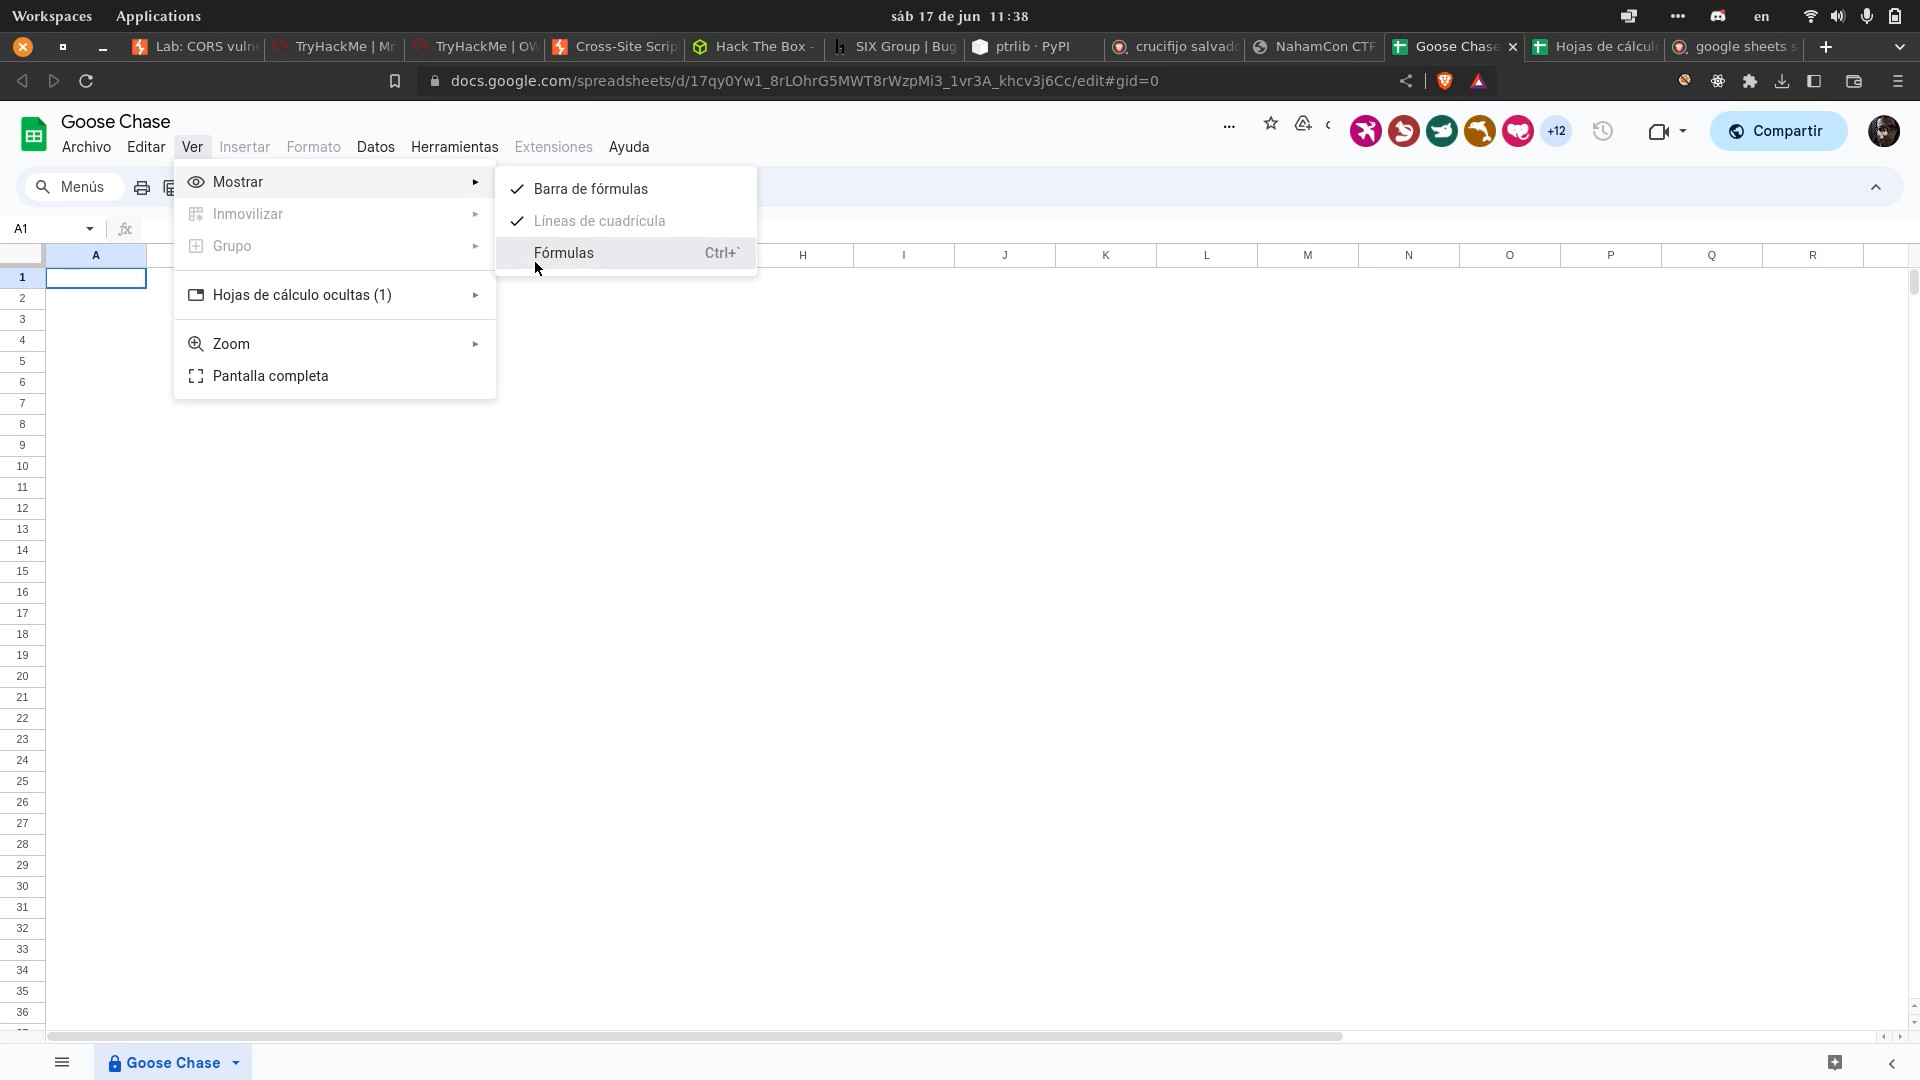 Workspaces Applications sáb 17 de jun 11:38 en
Lab: CORS vuln TryHackMe | Mr TryHackMe | OW Cross-Site Scrip Hack The Box - SIX Group | Bug ptrlib · PyPI crucifijo salvado NahamCon CTF Goose Chase Hojas de cálcul google sheets s
docs.google.com/spreadsheets/d/17qy0Yw1_8rLOhrG5MWT8rWzpMi3_1vr3A_khcv3j6Cc/edit#gid=0
Goose Chase
+12
Compartir
Archivo Editar Ver Insertar Formato Datos Herramientas Extensiones Ayuda
Menús
Mostrar
Inmovilizar
Grupo
Hojas de cálculo ocultas (1)
Zoom
Pantalla completa
Barra de fórmulas
Líneas de cuadrícula
Fórmulas Ctrl+`
A1 fx
A H I J K L M N O P Q R
1
2
3
4
5
6
7
8
9
10
11
12
13
14
15
16
17
18
19
20
21
22
23
24
25
26
27
28
29
30
31
32
33
34
35
36
Goose Chase